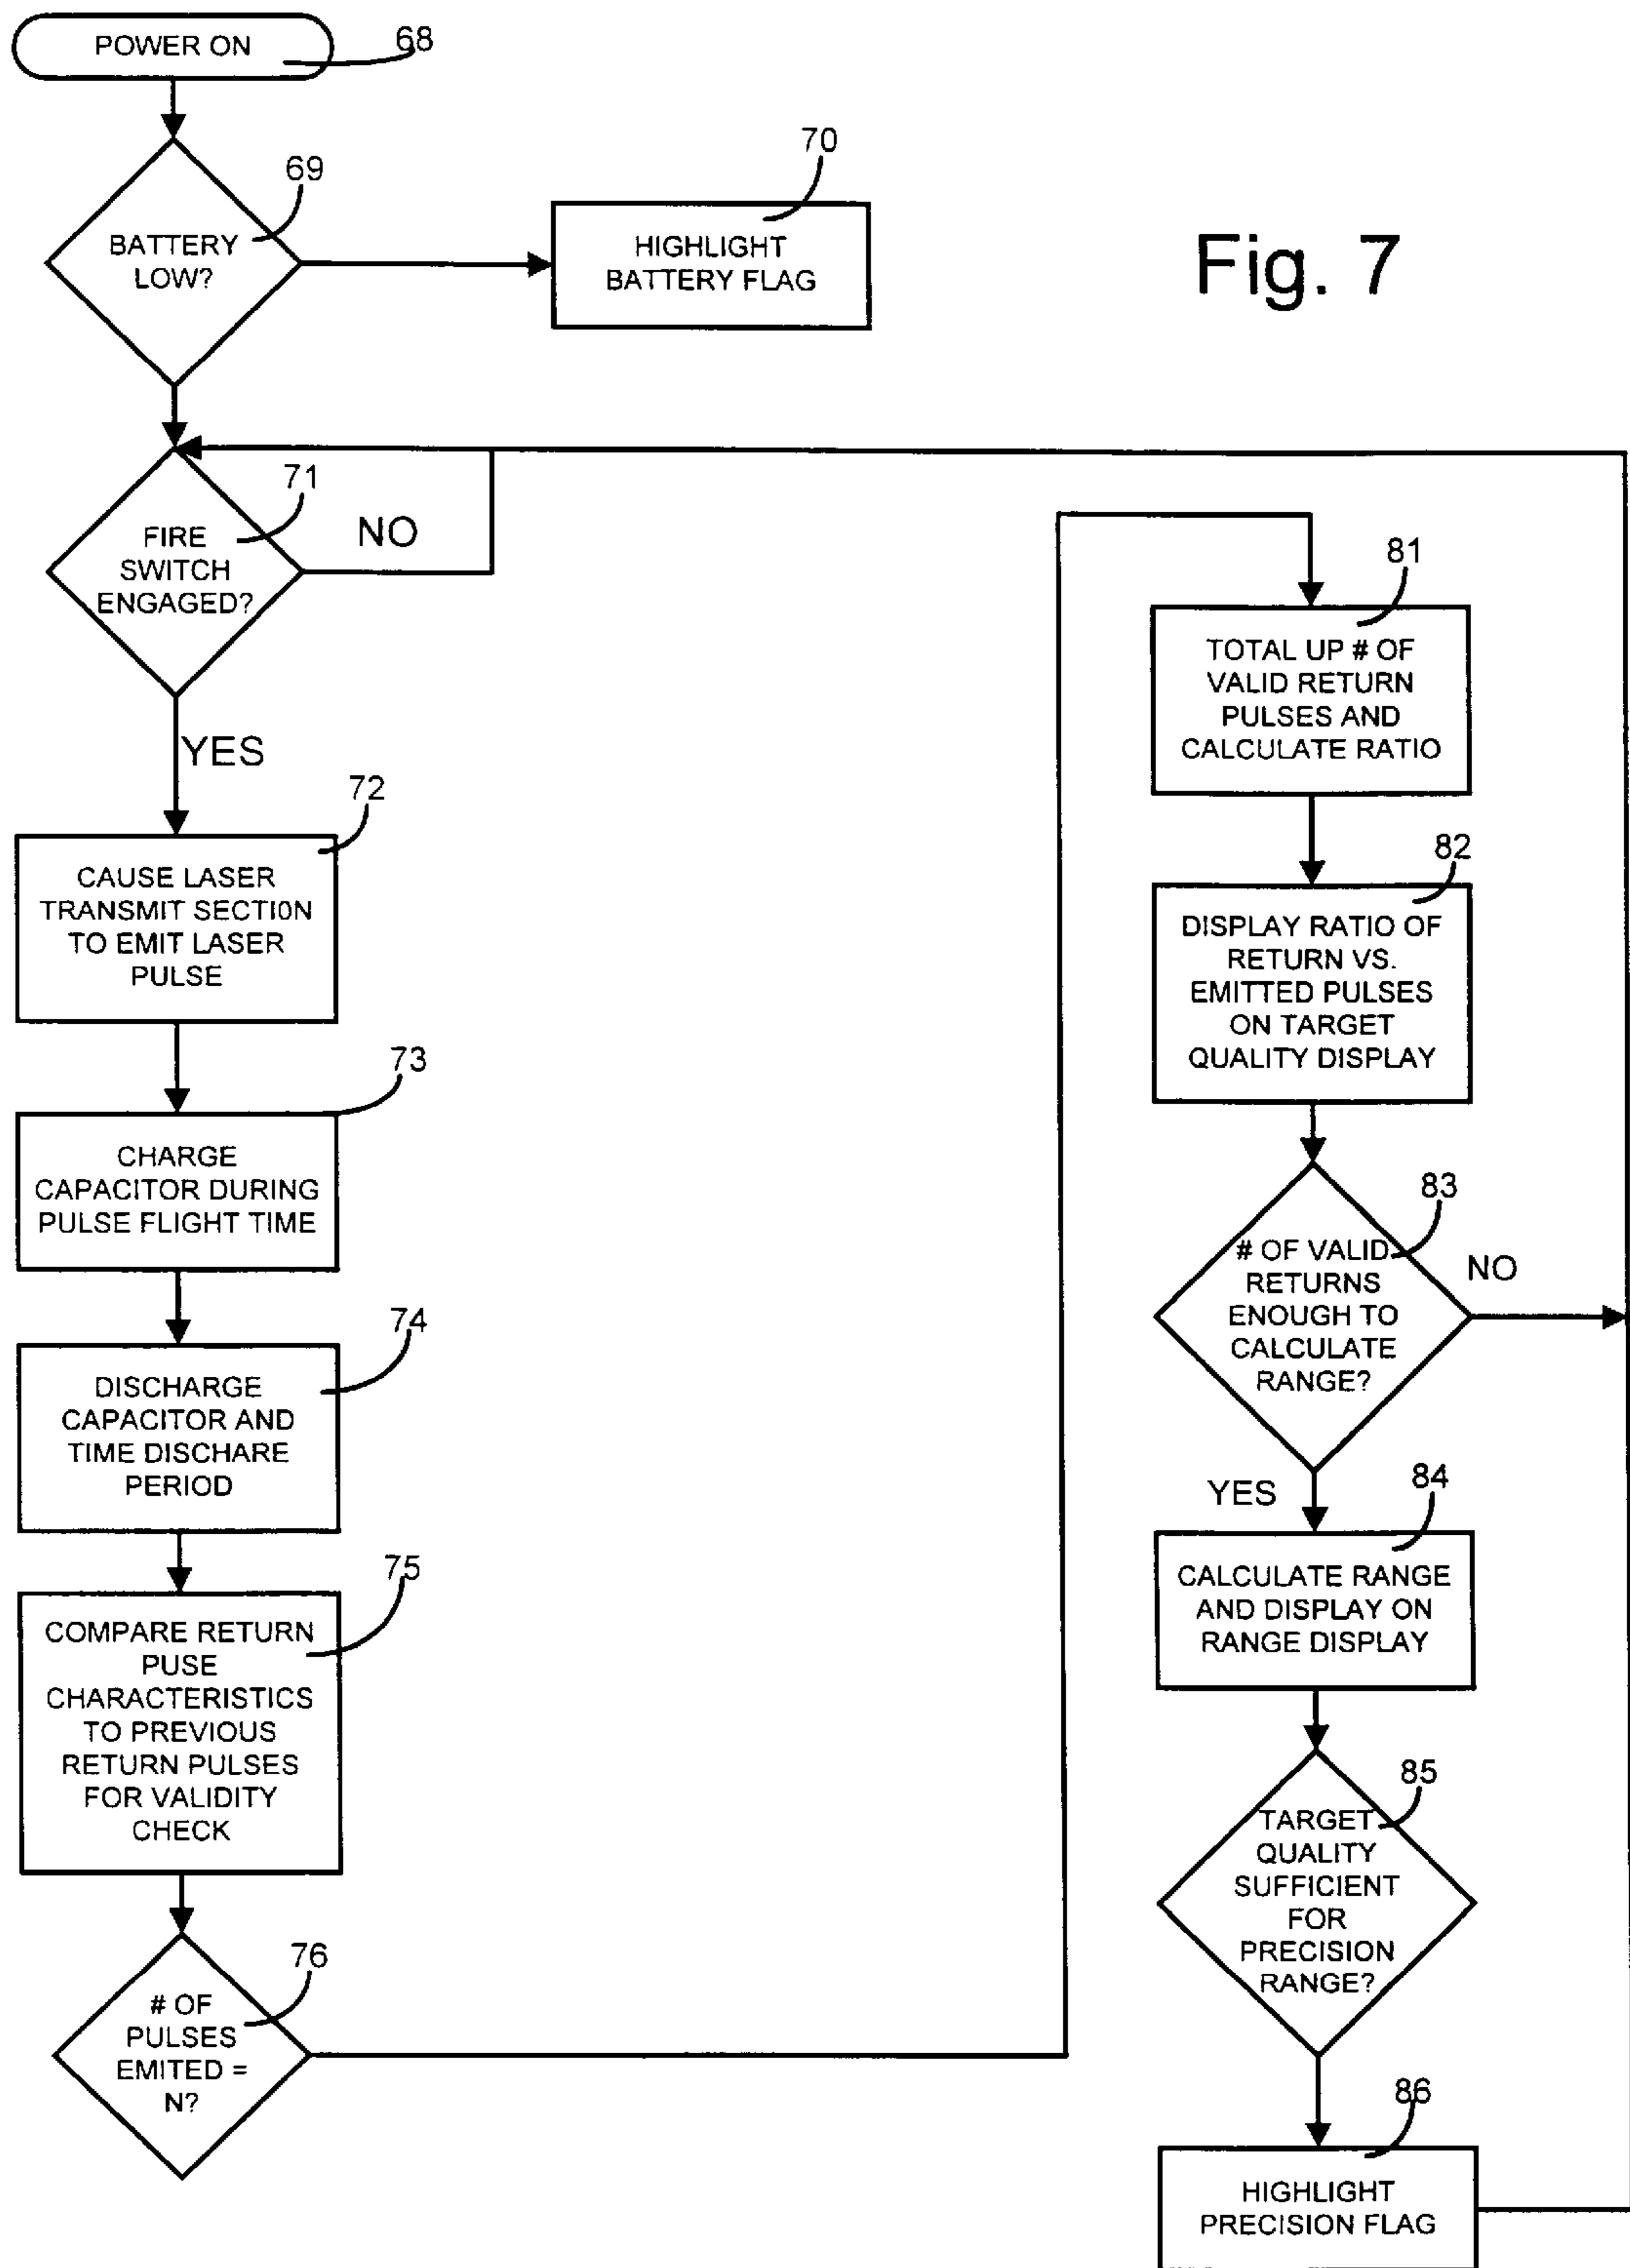 POWER ON
68
69
BATTERY
LOW?
70
HIGHLIGHT
BATTERY FLAG
Fig. 7
71
FIRE
SWITCH
ENGAGED?
NO
YES
72
CAUSE LASER
TRANSMIT SECTION
TO EMIT LASER
PULSE
73
CHARGE
CAPACITOR DURING
PULSE FLIGHT TIME
74
DISCHARGE
CAPACITOR AND
TIME DISCHARE
PERIOD
75
COMPARE RETURN
PUSE
CHARACTERISTICS
TO PREVIOUS
RETURN PULSES
FOR VALIDITY
CHECK
76
# OF
PULSES
EMITED =
N?
81
TOTAL UP # OF
VALID RETURN
PULSES AND
CALCULATE RATIO
82
DISPLAY RATIO OF
RETURN VS.
EMITTED PULSES
ON TARGET
QUALITY DISPLAY
83
# OF VALID
RETURNS
ENOUGH TO
CALCULATE
RANGE?
NO
YES
84
CALCULATE RANGE
AND DISPLAY ON
RANGE DISPLAY
85
TARGET
QUALITY
SUFFICIENT
FOR
PRECISION
RANGE?
86
HIGHLIGHT
PRECISION FLAG